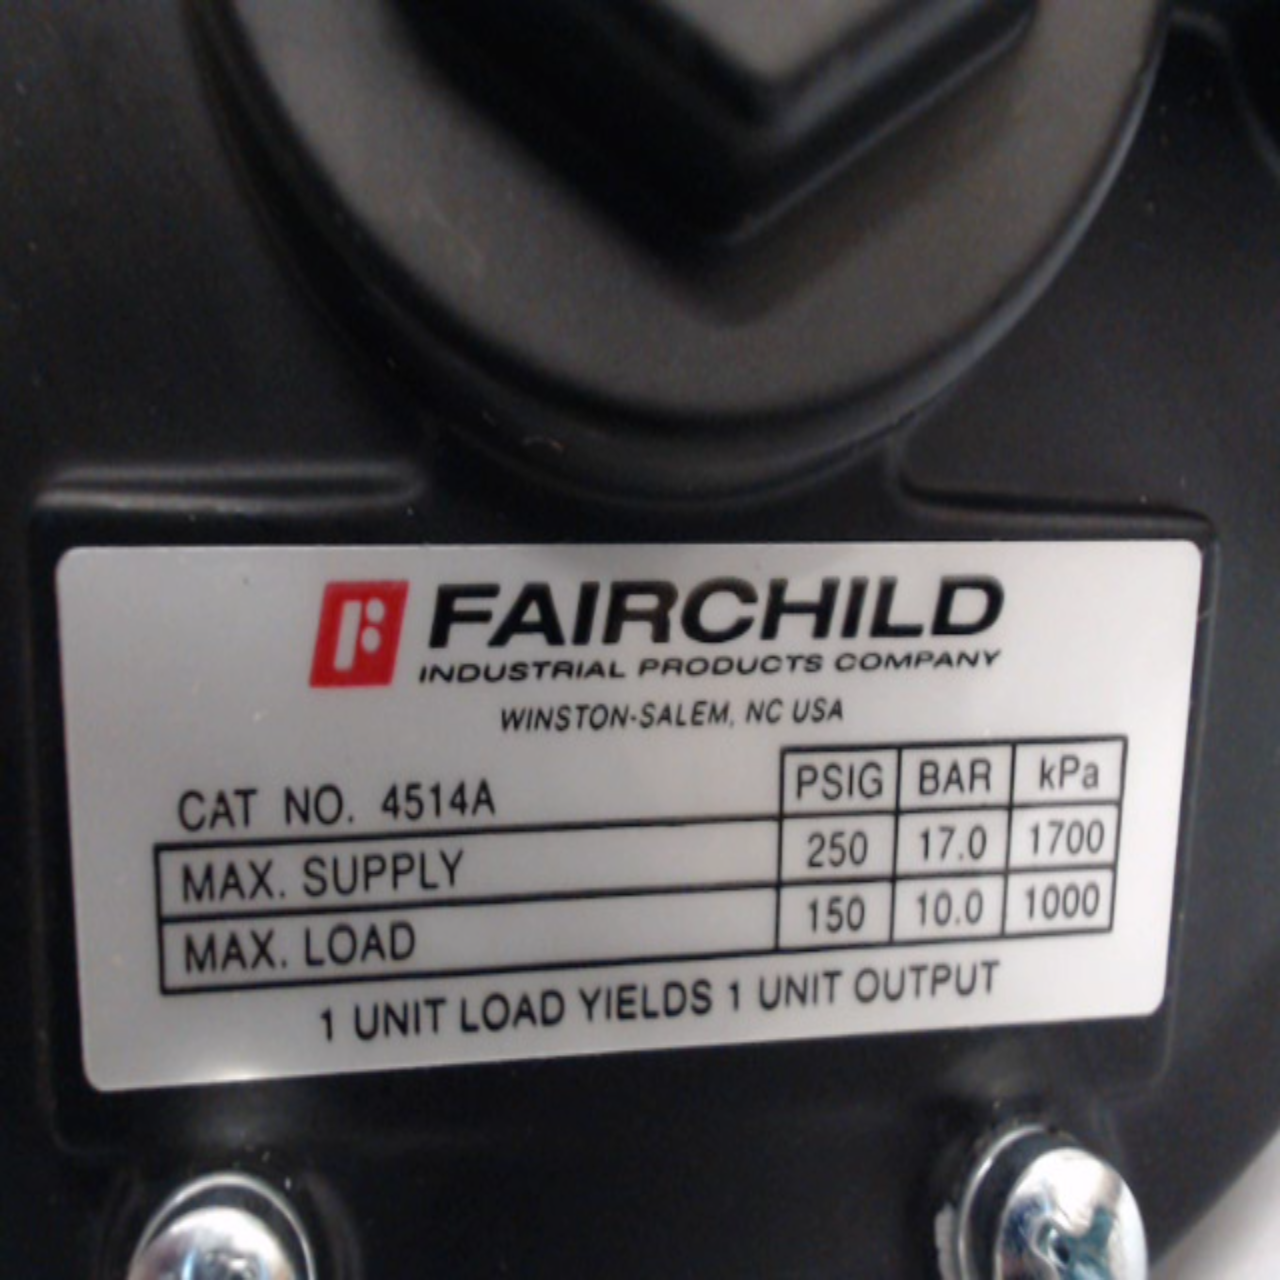 FAIRCHILD
INDUSTRIAL PRODUCTS COMPANY
WINSTON-SALEM, NC USA
CAT NO. 4514A PSIG BAR kPa
MAX. SUPPLY 250 17.0 1700
MAX. LOAD 150 10.0 1000
1 UNIT LOAD YIELDS 1 UNIT OUTPUT